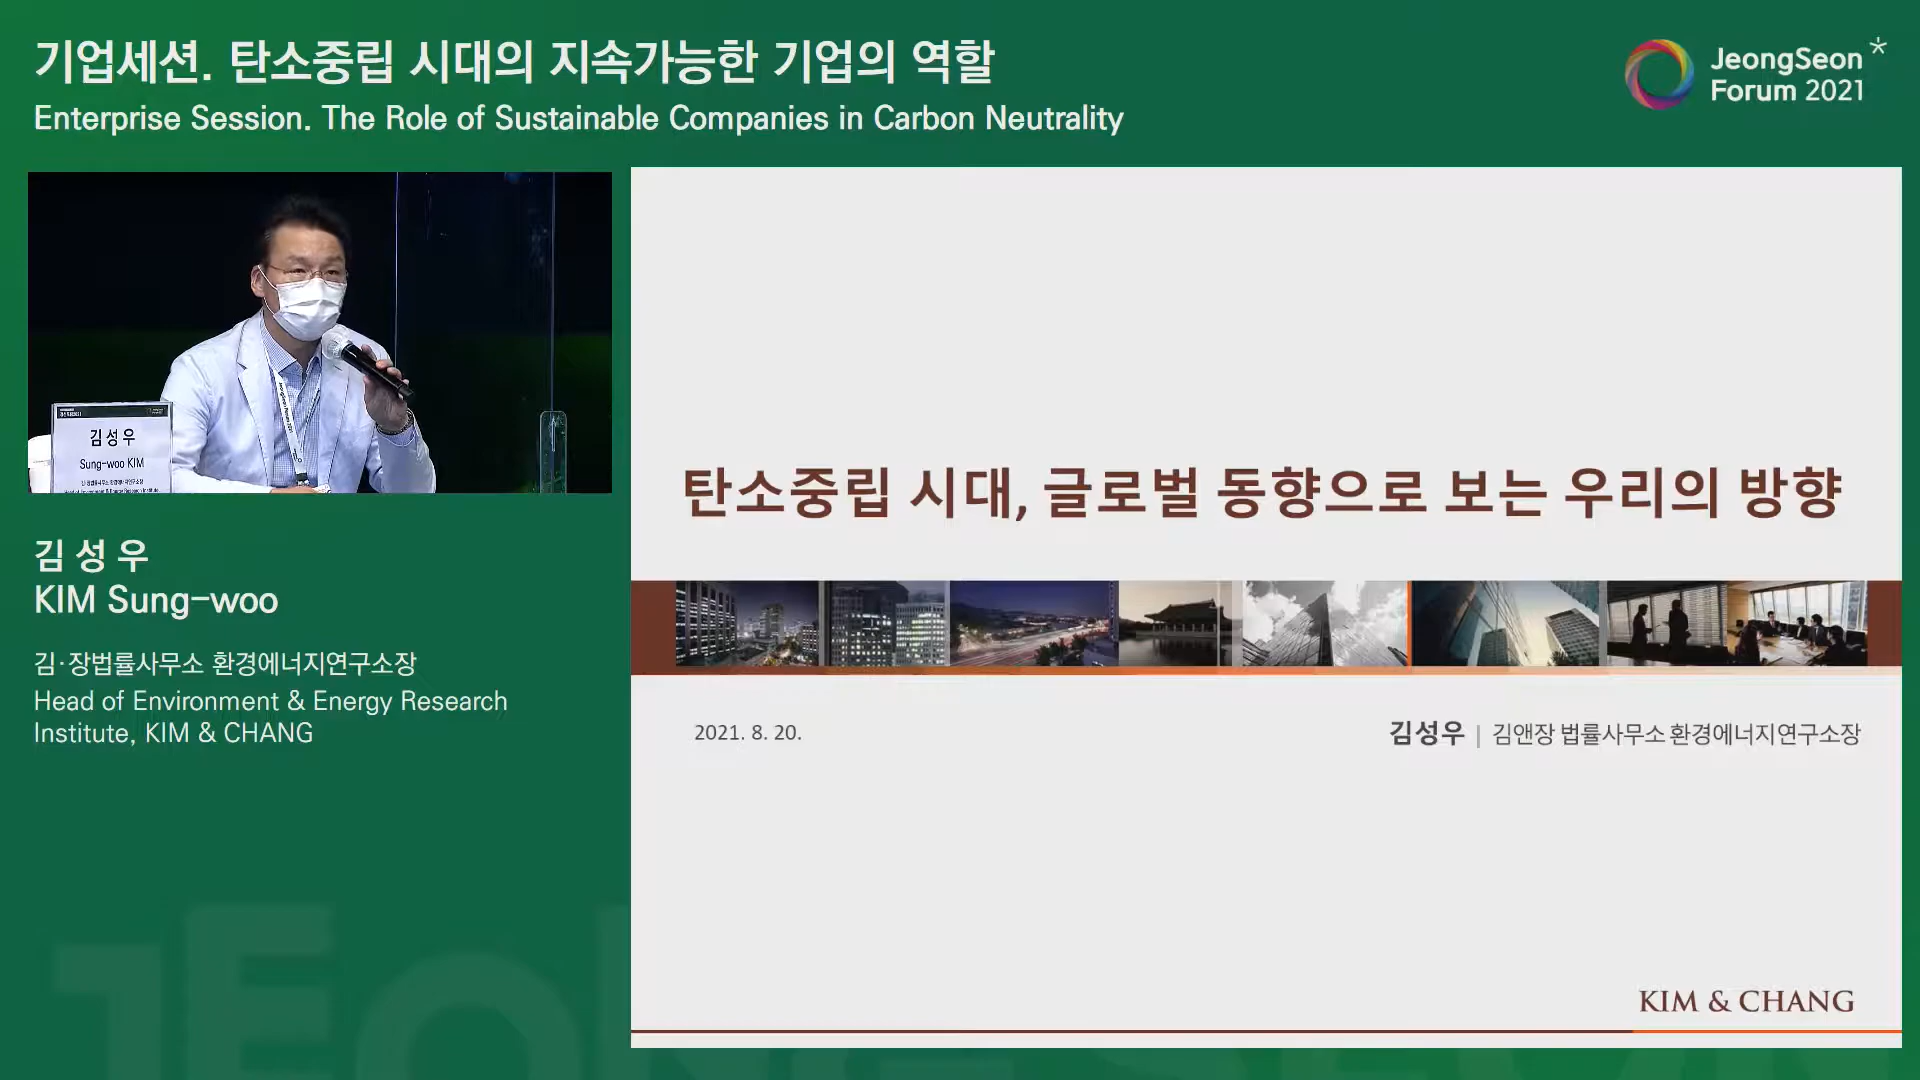 기업세션. 탄소중립 시대의 지속가능한 기업의 역할
Enterprise Session. The Role of Sustainable Companies in Carbon Neutrality
JeongSeon*
Forum 2021
김성우
Sung-woo KIM
김성우
KIM Sung-woo
김·장법률사무소 환경에너지연구소장
Head of Environment & Energy Research
Institute, KIM & CHANG
탄소중립 시대, 글로벌 동향으로 보는 우리의 방향
2021. 8. 20.
김성우 | 김앤장 법률사무소 환경에너지연구소장
KIM & CHANG